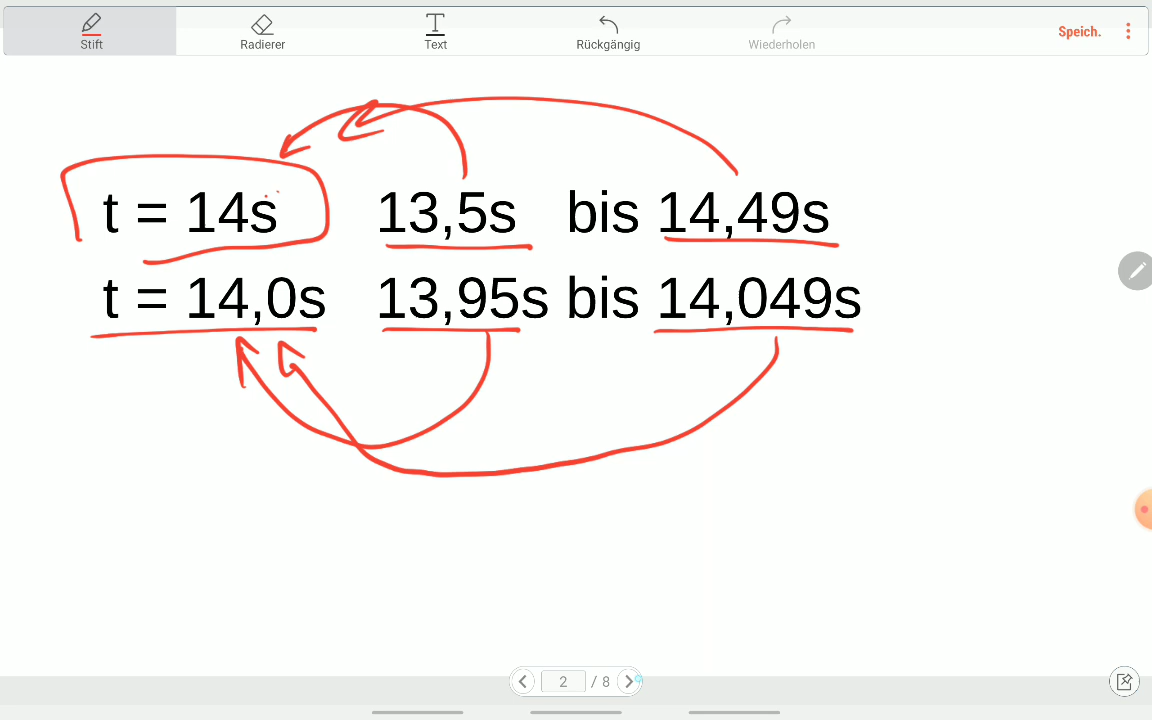 Stift Radierer Text Rückgängig Wiederholen Speich.
t = 14s 13,5s bis 14,49s
t = 14,0s 13,95s bis 14,049s
2 / 8